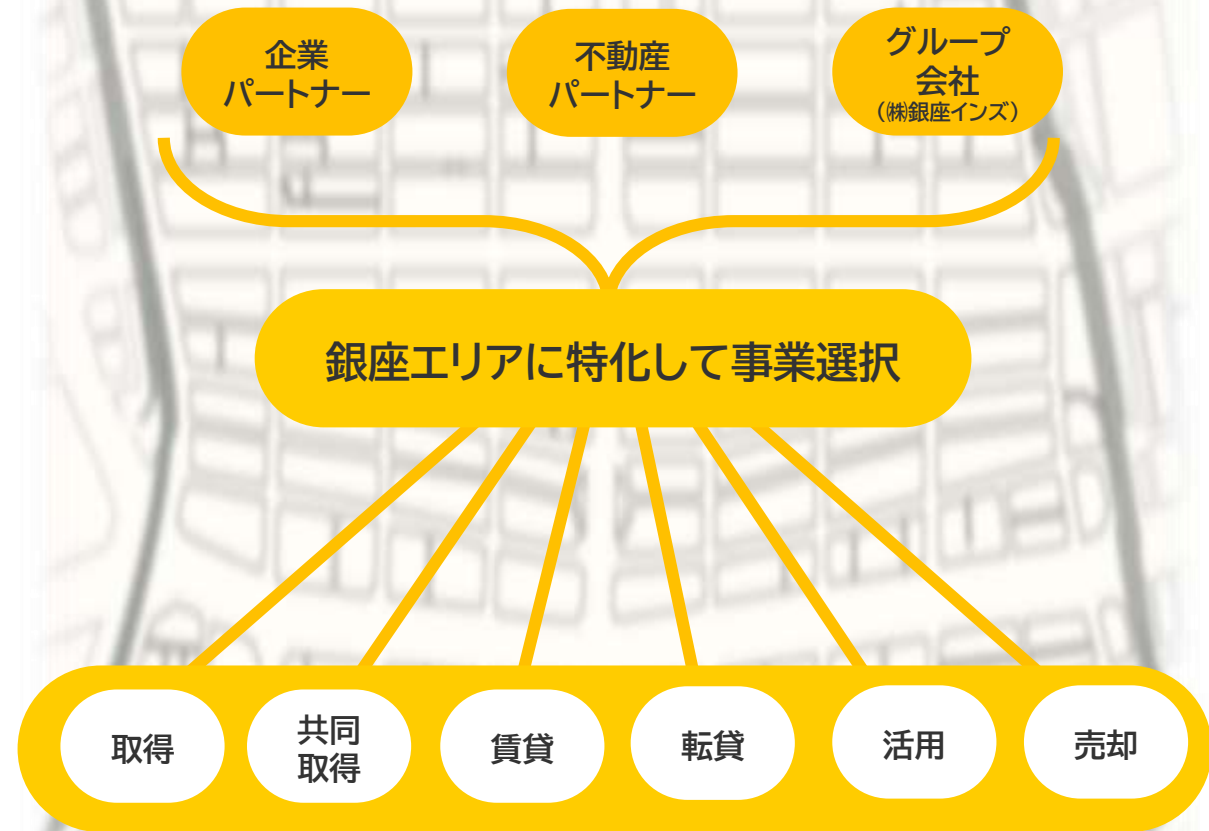 企業
パートナー
不動産
パートナー
グループ
会社
(㈱銀座インズ)
銀座エリアに特化して事業選択
取得
共同
取得
賃貸
転貸
活用
売却